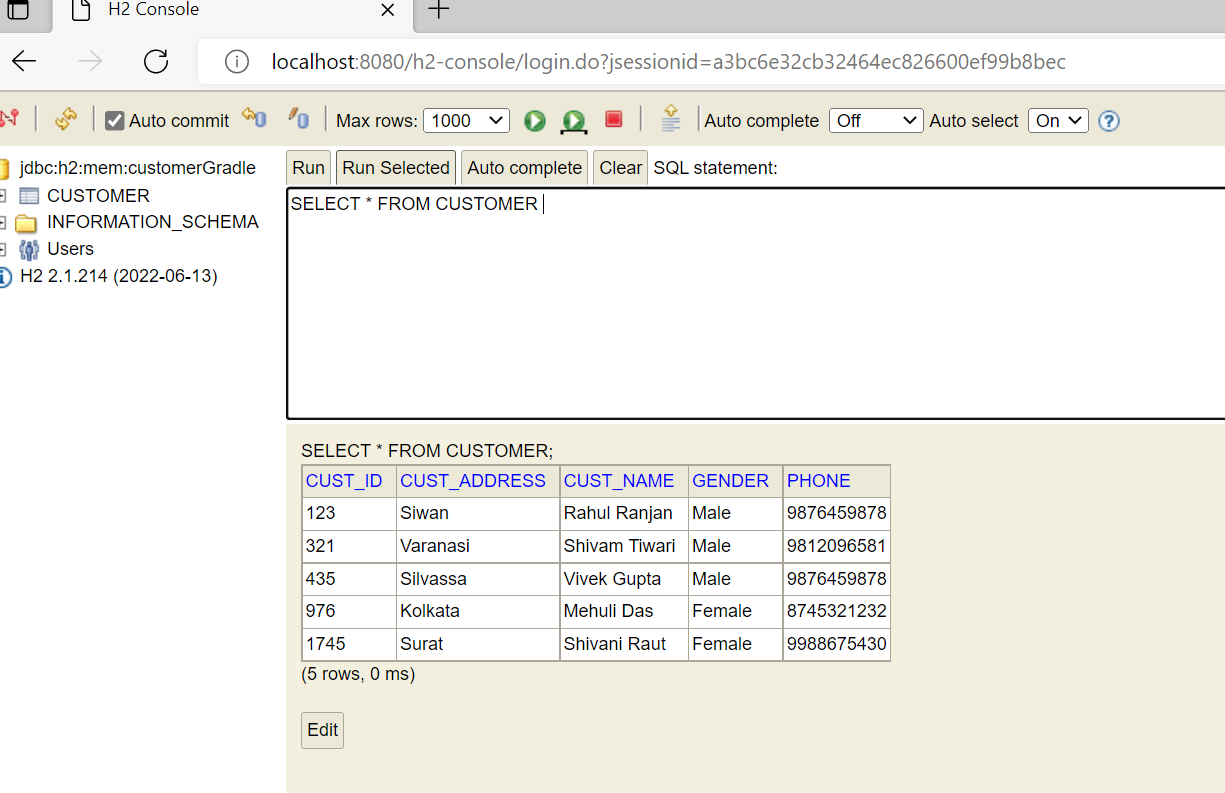 H2 Console
localhost:8080/h2-console/login.do?jsessionid=a3bc6e32cb32464ec826600ef99b8bec
Auto commit Max rows: 1000 Auto complete Off Auto select On
jdbc:h2:mem:customerGradle
CUSTOMER
INFORMATION_SCHEMA
Users
H2 2.1.214 (2022-06-13)
Run Run Selected Auto complete Clear SQL statement:
SELECT * FROM CUSTOMER
SELECT * FROM CUSTOMER;
CUST_ID CUST_ADDRESS CUST_NAME GENDER PHONE
123 Siwan Rahul Ranjan Male 9876459878
321 Varanasi Shivam Tiwari Male 9812096581
435 Silvassa Vivek Gupta Male 9876459878
976 Kolkata Mehuli Das Female 8745321232
1745 Surat Shivani Raut Female 9988675430
(5 rows, 0 ms)
Edit